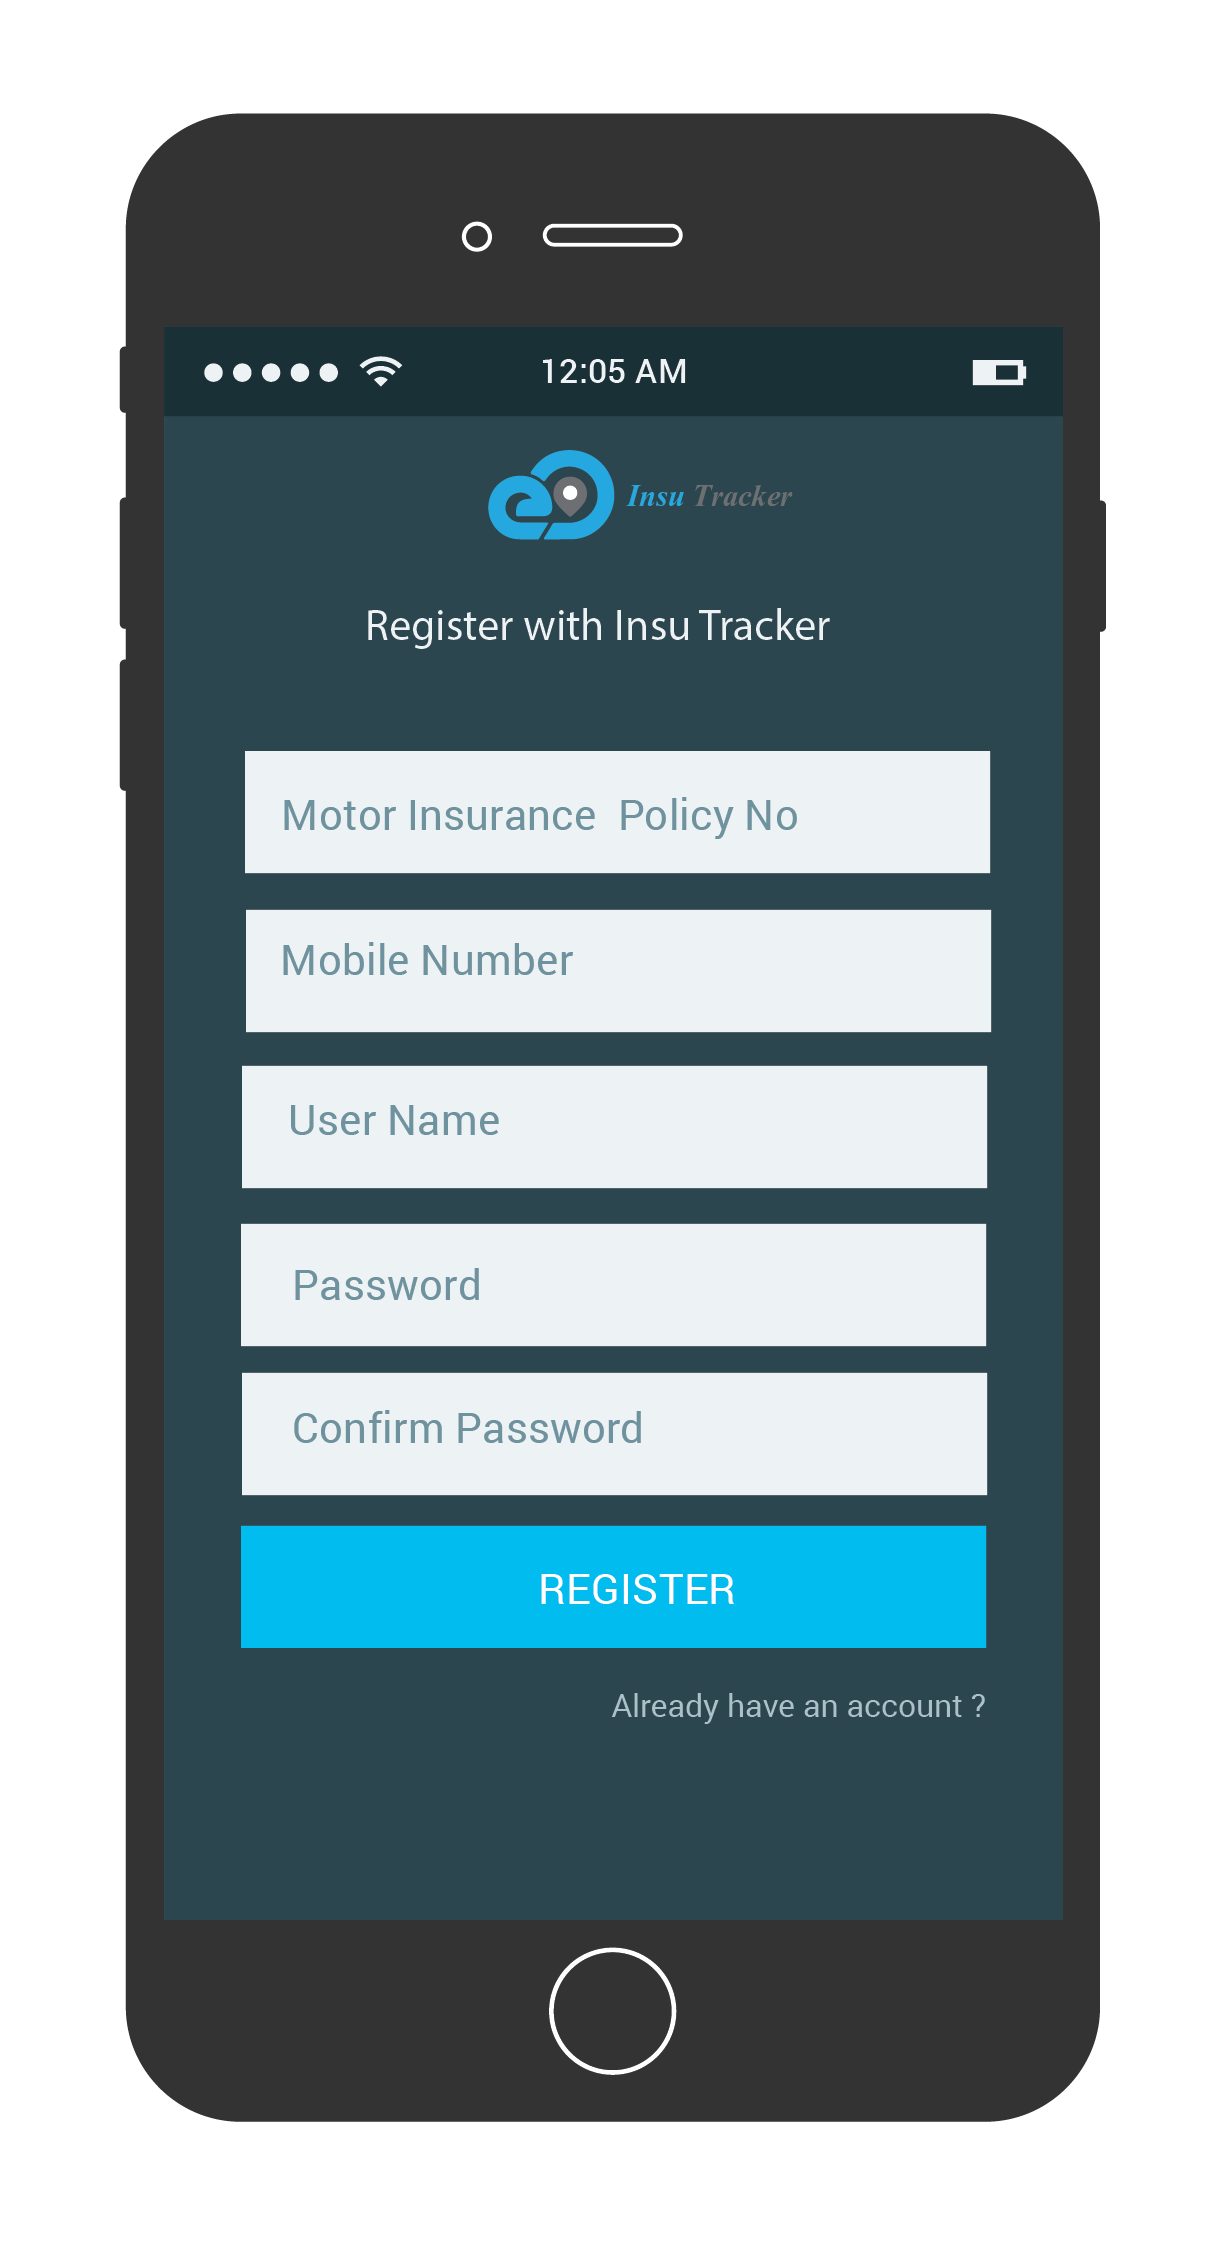 12:05 AM
Insu Tracker
Register with Insu Tracker
Motor Insurance  Policy No
Mobile Number
User Name
Password
Confirm Password
REGISTER
Already have an account ?